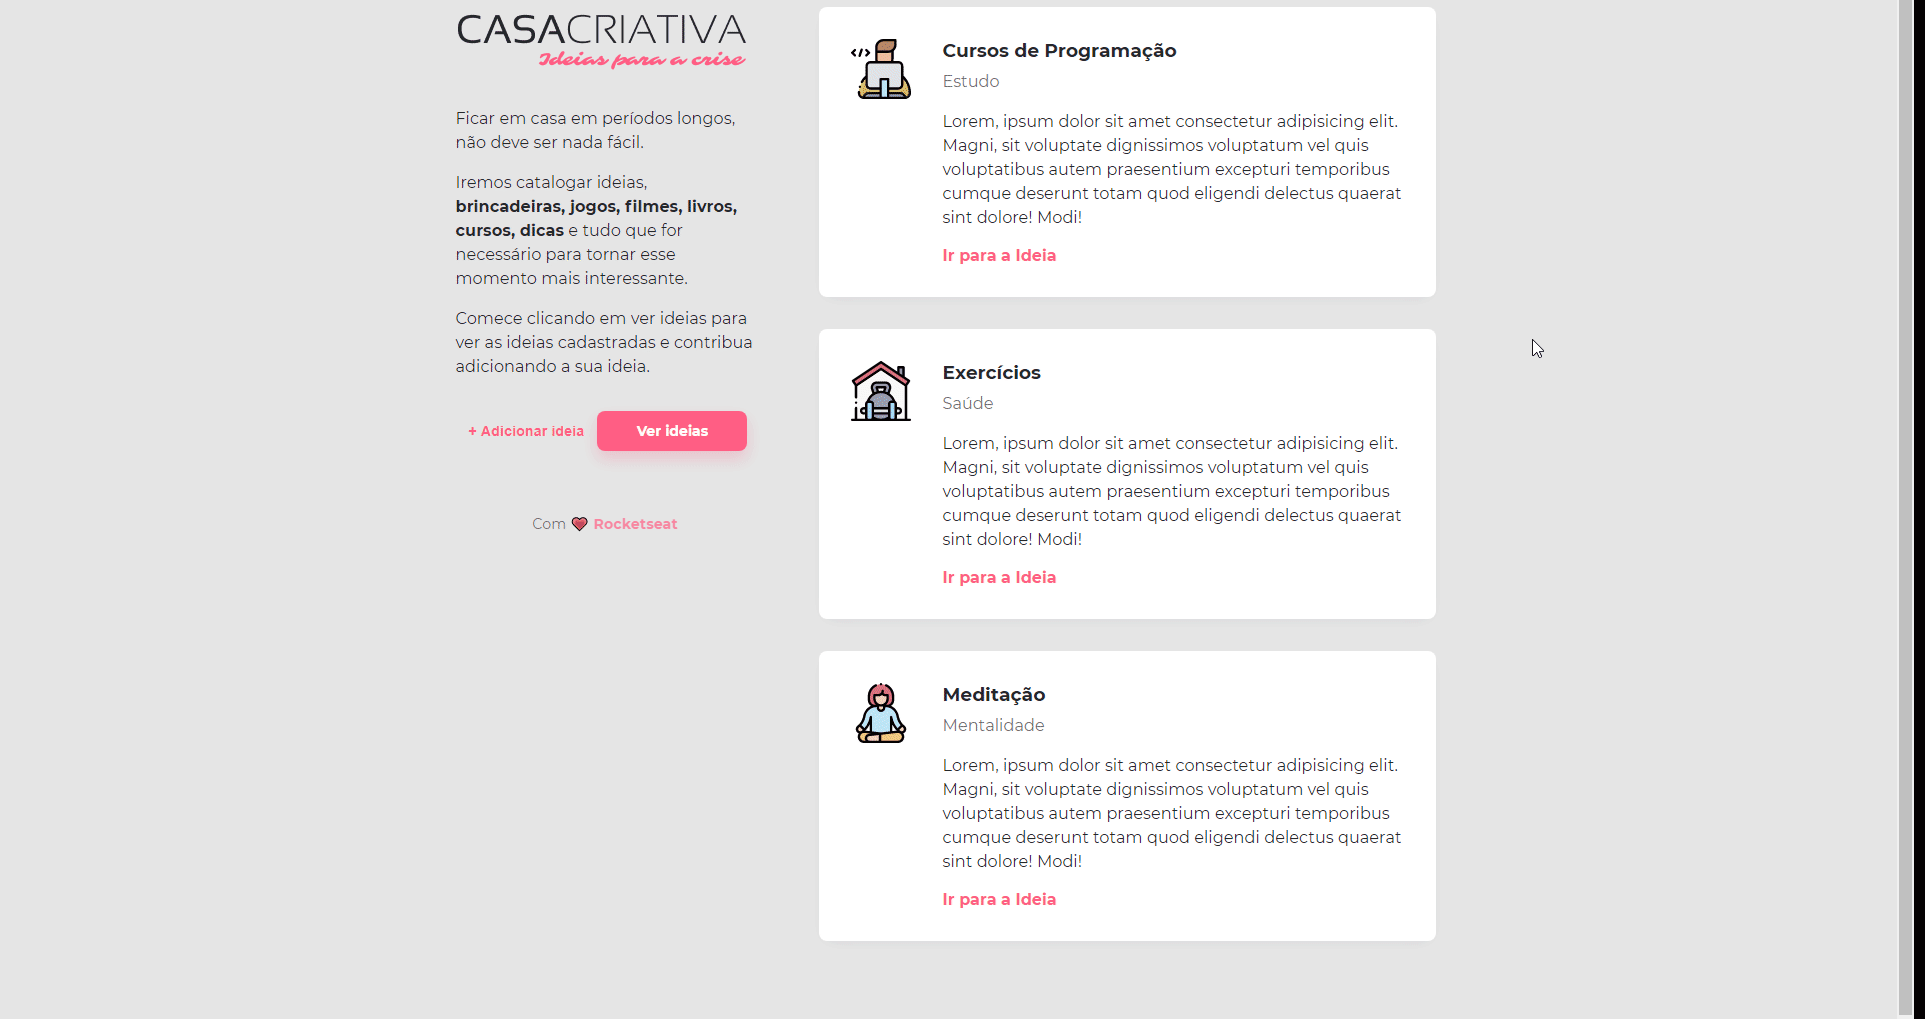 CASACRIATIVA
Ideias para a crise
Ficar em casa em períodos longos,
não deve ser nada fácil.
Iremos catalogar ideias,
brincadeiras, jogos, filmes, livros,
cursos, dicas e tudo que for
necessário para tornar esse
momento mais interessante.
Comece clicando em ver ideias para
ver as ideias cadastradas e contribua
adicionando a sua ideia.
+ Adicionar ideia
Ver ideias
Com Rocketseat
Cursos de Programação
Estudo
Lorem, ipsum dolor sit amet consectetur adipisicing elit.
Magni, sit voluptate dignissimos voluptatum vel quis
voluptatibus autem praesentium excepturi temporibus
cumque deserunt totam quod eligendi delectus quaerat
sint dolore! Modi!
Ir para a Ideia
Exercícios
Saúde
Lorem, ipsum dolor sit amet consectetur adipisicing elit.
Magni, sit voluptate dignissimos voluptatum vel quis
voluptatibus autem praesentium excepturi temporibus
cumque deserunt totam quod eligendi delectus quaerat
sint dolore! Modi!
Ir para a Ideia
Meditação
Mentalidade
Lorem, ipsum dolor sit amet consectetur adipisicing elit.
Magni, sit voluptate dignissimos voluptatum vel quis
voluptatibus autem praesentium excepturi temporibus
cumque deserunt totam quod eligendi delectus quaerat
sint dolore! Modi!
Ir para a Ideia